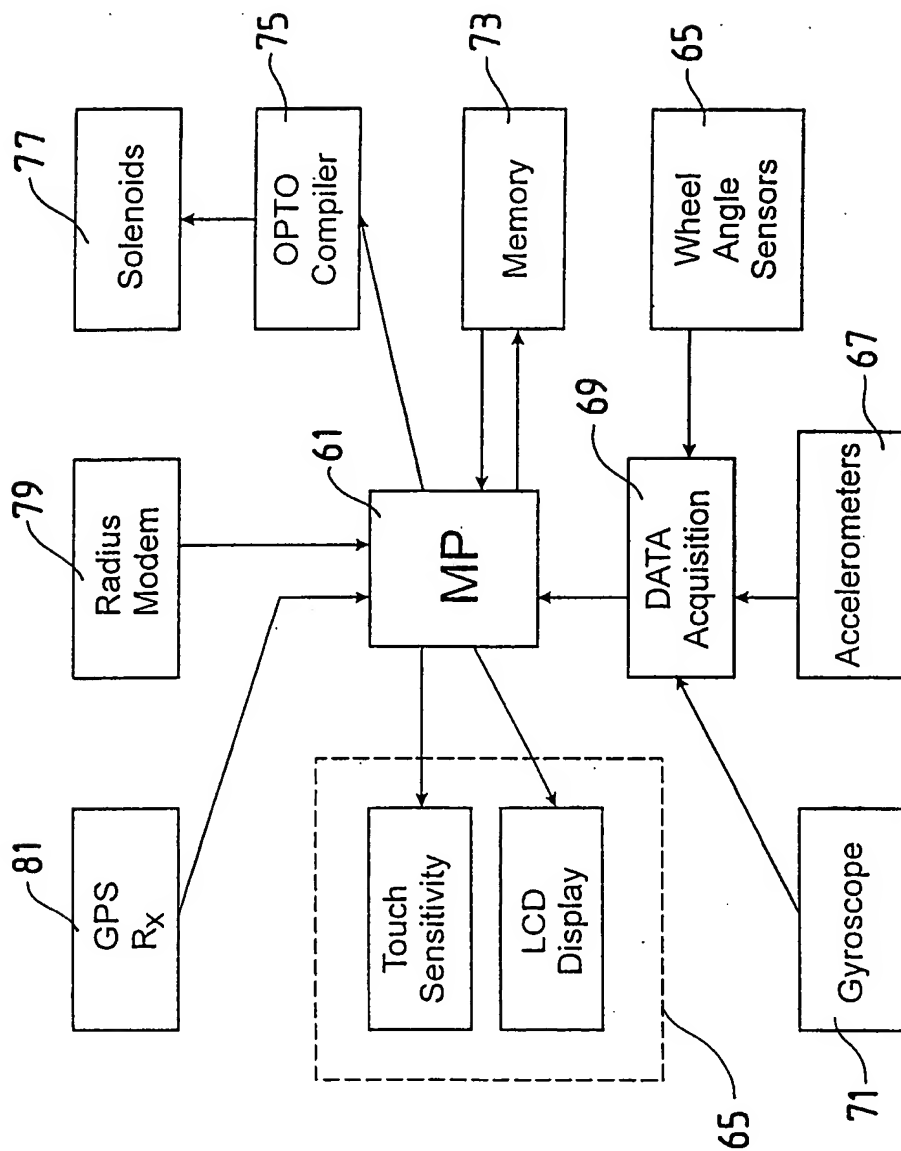 81
GPS
Rx
79
Radius
Modem
77
Solenoids
75
OPTO
Compiler
61
MP
Touch
Sensitivity
LCD
Display
73
Memory
69
DATA
Acquisition
65
Wheel
Angle
Sensors
65
71
Gyroscope
67
Accelerometers